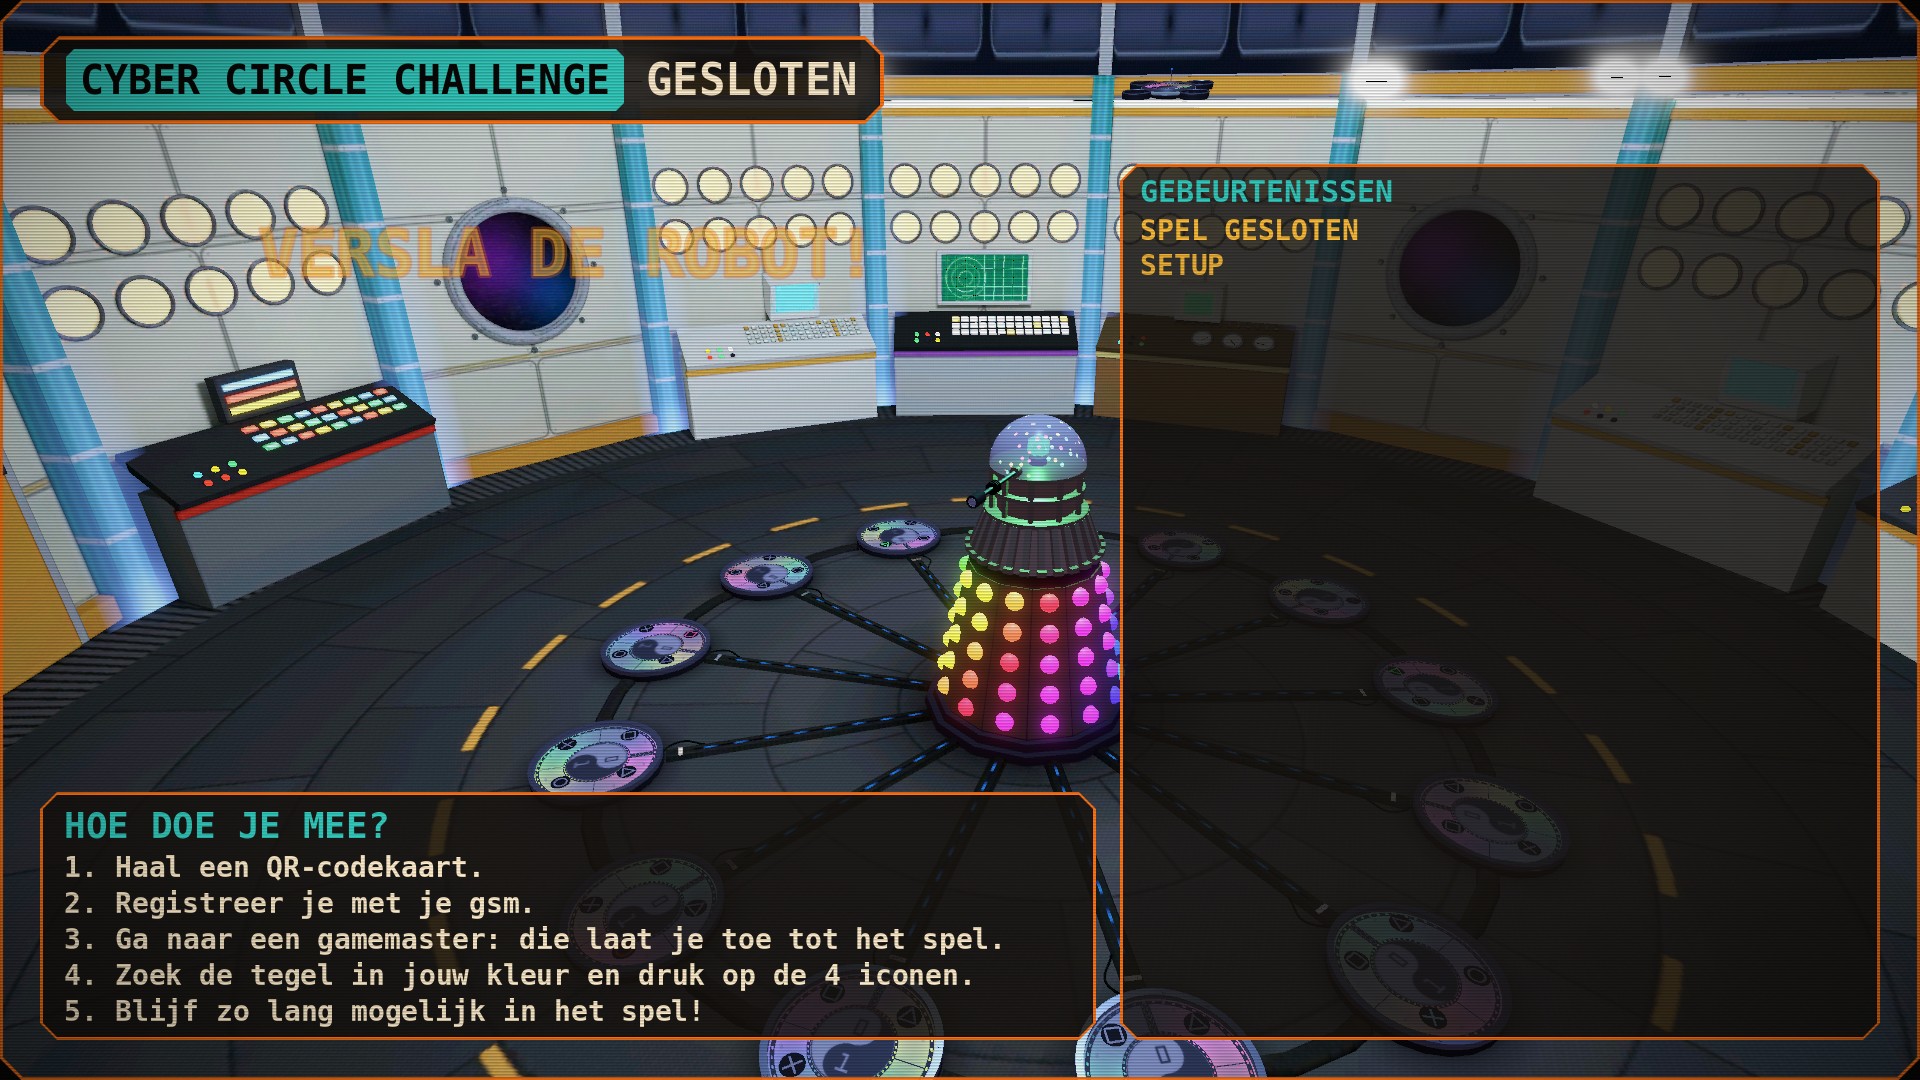 CYBER CIRCLE CHALLENGE GESLOTEN
VERSLA DE ROBOT!
GEBEURTENISSEN
SPEL GESLOTEN
SETUP
HOE DOE JE MEE?
1. Haal een QR-codekaart.
2. Registreer je met je gsm.
3. Ga naar een gamemaster: die laat je toe tot het spel.
4. Zoek de tegel in jouw kleur en druk op de 4 iconen.
5. Blijf zo lang mogelijk in het spel!